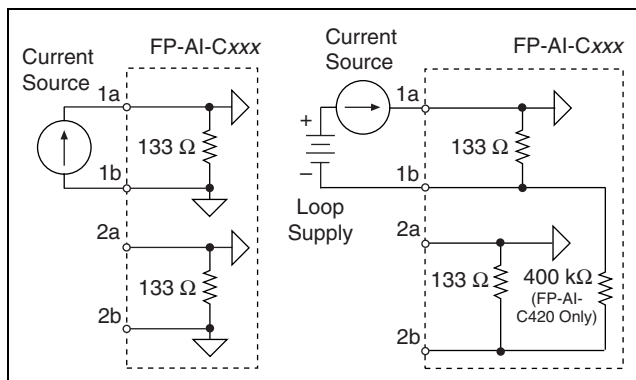 FP-AI-Cxxx
Current
Source
1a
133 Ω
1b
2a
133 Ω
2b
Current
Source
FP-AI-Cxxx
1a
+
133 Ω
–
1b
Loop
Supply
2a
133 Ω
400 kΩ
(FP-AI-
C420 Only)
2b